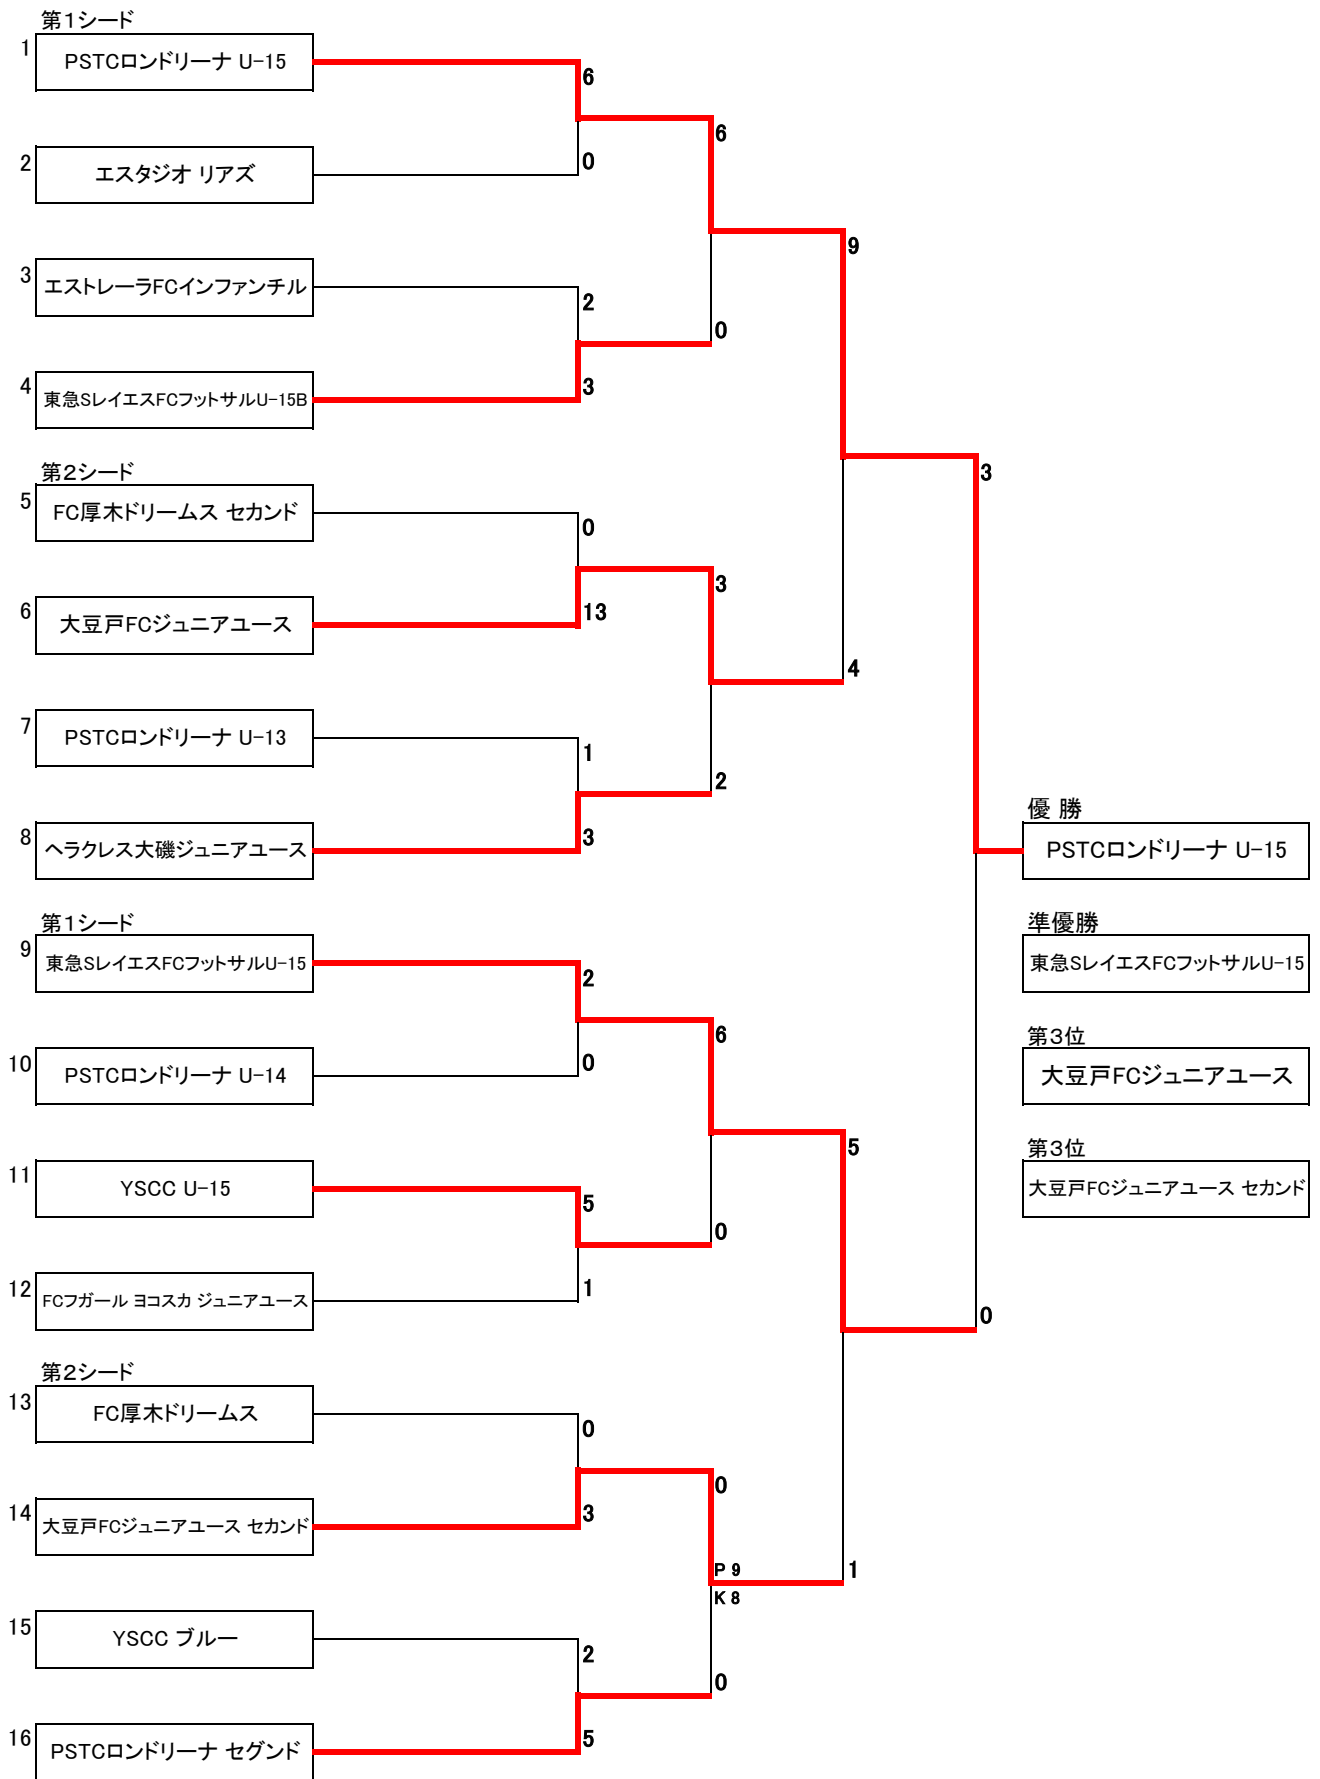 第1シード
1
PSTCロンドリーナ U-15
6
6
2
エスタジオ リアズ
0
9
3
エストレーラFCインファンチル
2
0
4
東急SレイエスFCフットサルU-15B
3
第2シード
3
5
FC厚木ドリームス セカンド
0
3
6
大豆戸FCジュニアユース
13
4
7
PSTCロンドリーナ U-13
1
2
8
ヘラクレス大磯ジュニアユース
3
優 勝
PSTCロンドリーナ U-15
第1シード
準優勝
9
東急SレイエスFCフットサルU-15
2
東急SレイエスFCフットサルU-15
6
第3位
10
PSTCロンドリーナ U-14
0
大豆戸FCジュニアユース
5
第3位
11
YSCC U-15
5
大豆戸FCジュニアユース セカンド
0
12
FCフガール ヨコスカ ジュニアユース
1
0
第2シード
13
FC厚木ドリームス
0
0
14
大豆戸FCジュニアユース セカンド
3
P 9
1
K 8
15
YSCC ブルー
2
0
16
PSTCロンドリーナ セグンド
5